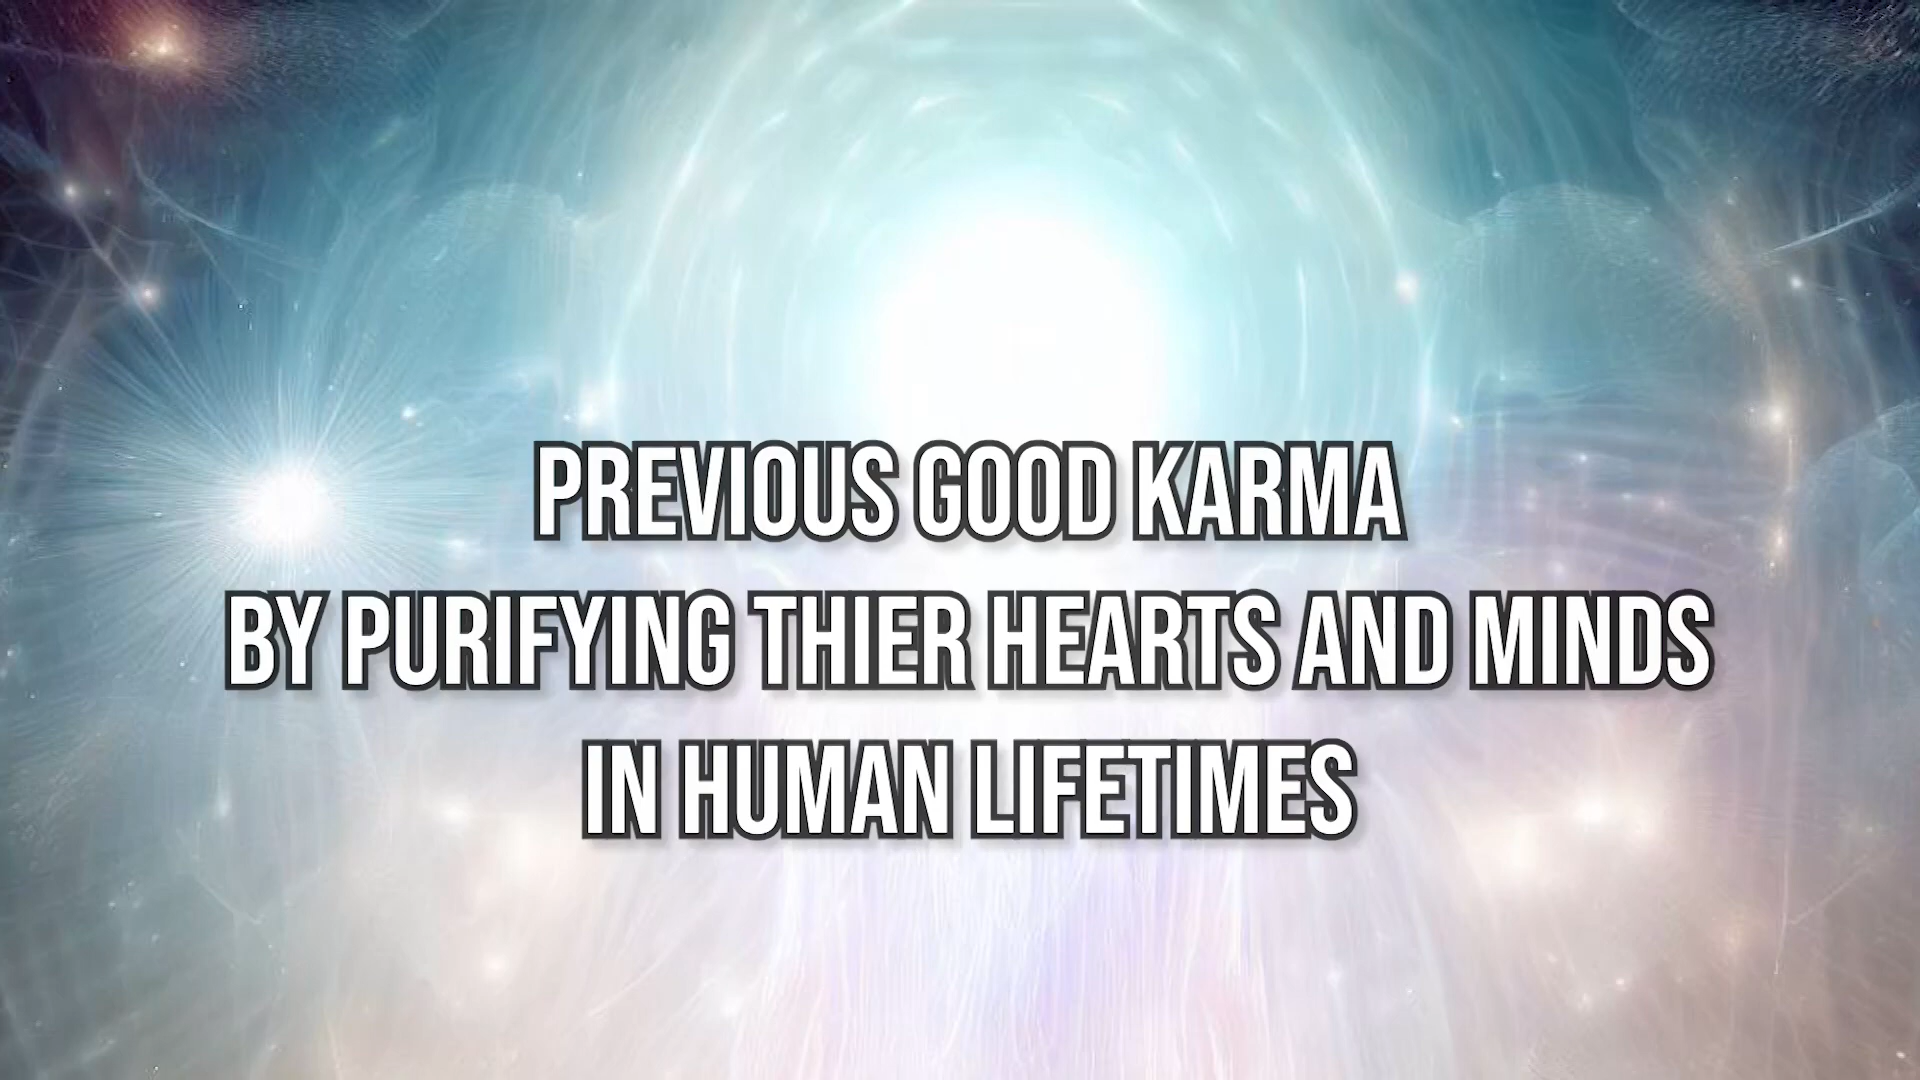 PREVIOUS GOOD KARMA
BY PURIFYING THIER HEARTS AND MINDS
IN HUMAN LIFETIMES